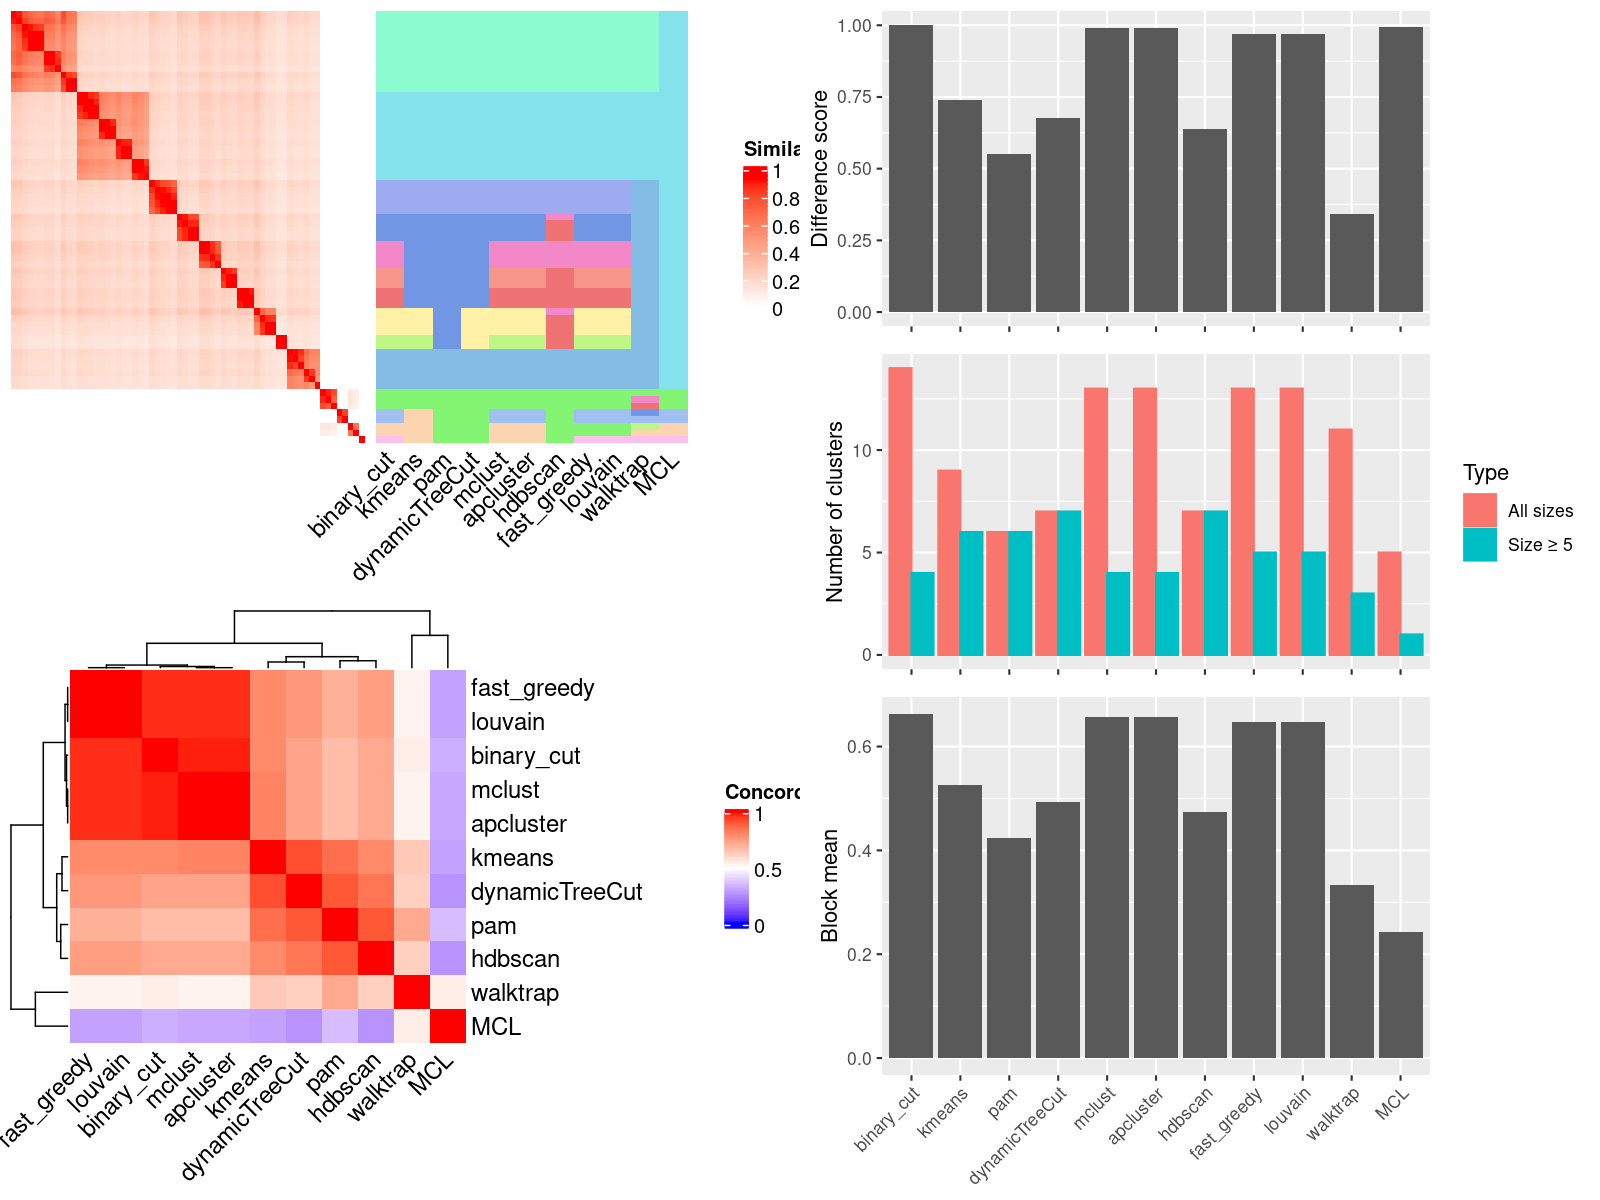 Simila
1
0.8
0.6
0.4
0.2
0
binary_cut
kmeans
pam
dynamicTreeCut
mclust
apcluster
hdbscan
fast_greedy
louvain
walktrap
MCL
fast_greedy
louvain
binary_cut
mclust
apcluster
kmeans
dynamicTreeCut
pam
hdbscan
walktrap
MCL
Concord
1
0.5
0
fast_greedy
louvain
binary_cut
mclust
apcluster
kmeans
dynamicTreeCut
pam
hdbscan
walktrap
MCL
Difference score
1.00
0.75
0.50
0.25
0.00
Number of clusters
10
5
0
Type
All sizes
Size ≥ 5
Block mean
0.6
0.4
0.2
0.0
binary_cut
kmeans
pam
dynamicTreeCut
mclust
apcluster
hdbscan
fast_greedy
louvain
walktrap
MCL